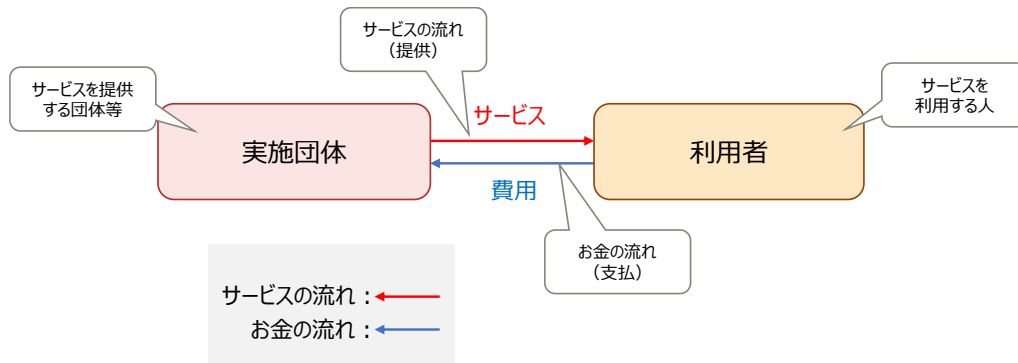 サービスの流れ
（提供）
サービスを提供
する団体等
サービスを
利用する人
サービス
実施団体
利用者
費用
お金の流れ
（支払）
サービスの流れ：
お金の流れ：